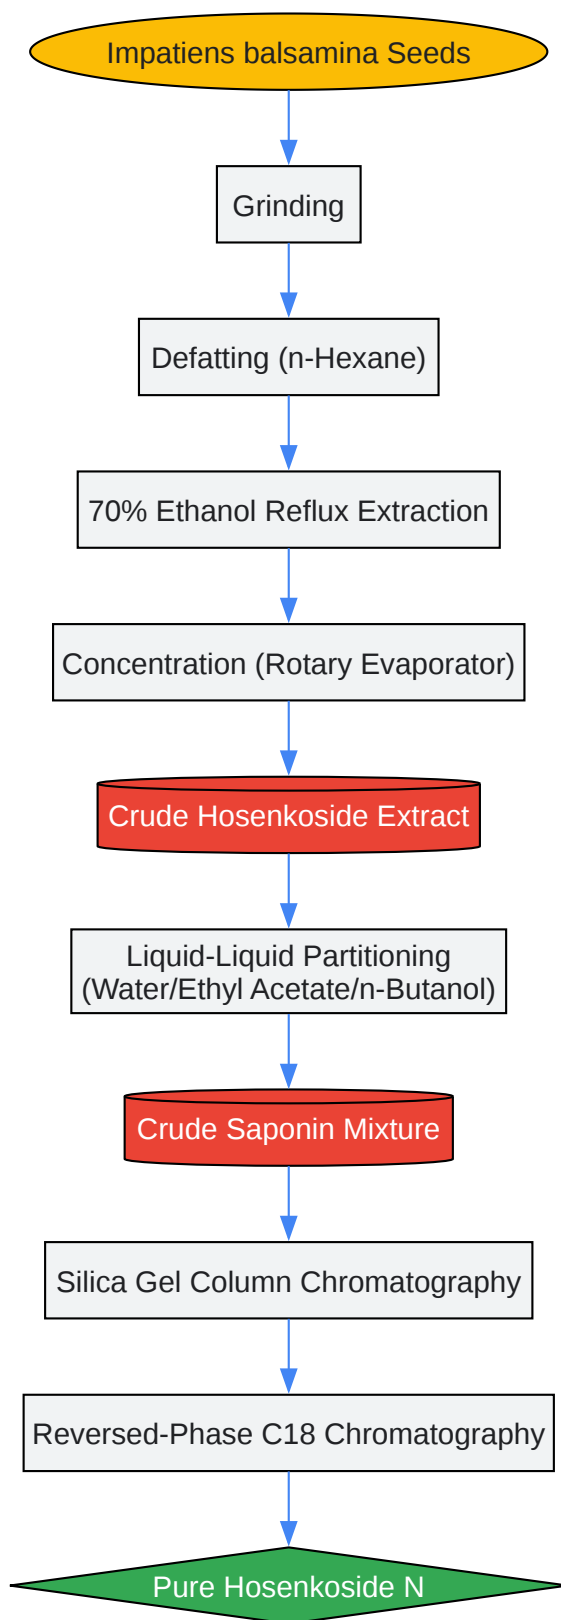 Impatiens balsamina Seeds
Grinding
Defatting (n-Hexane)
70% Ethanol Reflux Extraction
Concentration (Rotary Evaporator)
Crude Hosenkoside Extract
Liquid-Liquid Partitioning
(Water/Ethyl Acetate/n-Butanol)
Crude Saponin Mixture
Silica Gel Column Chromatography
Reversed-Phase C18 Chromatography
Pure Hosenkoside N